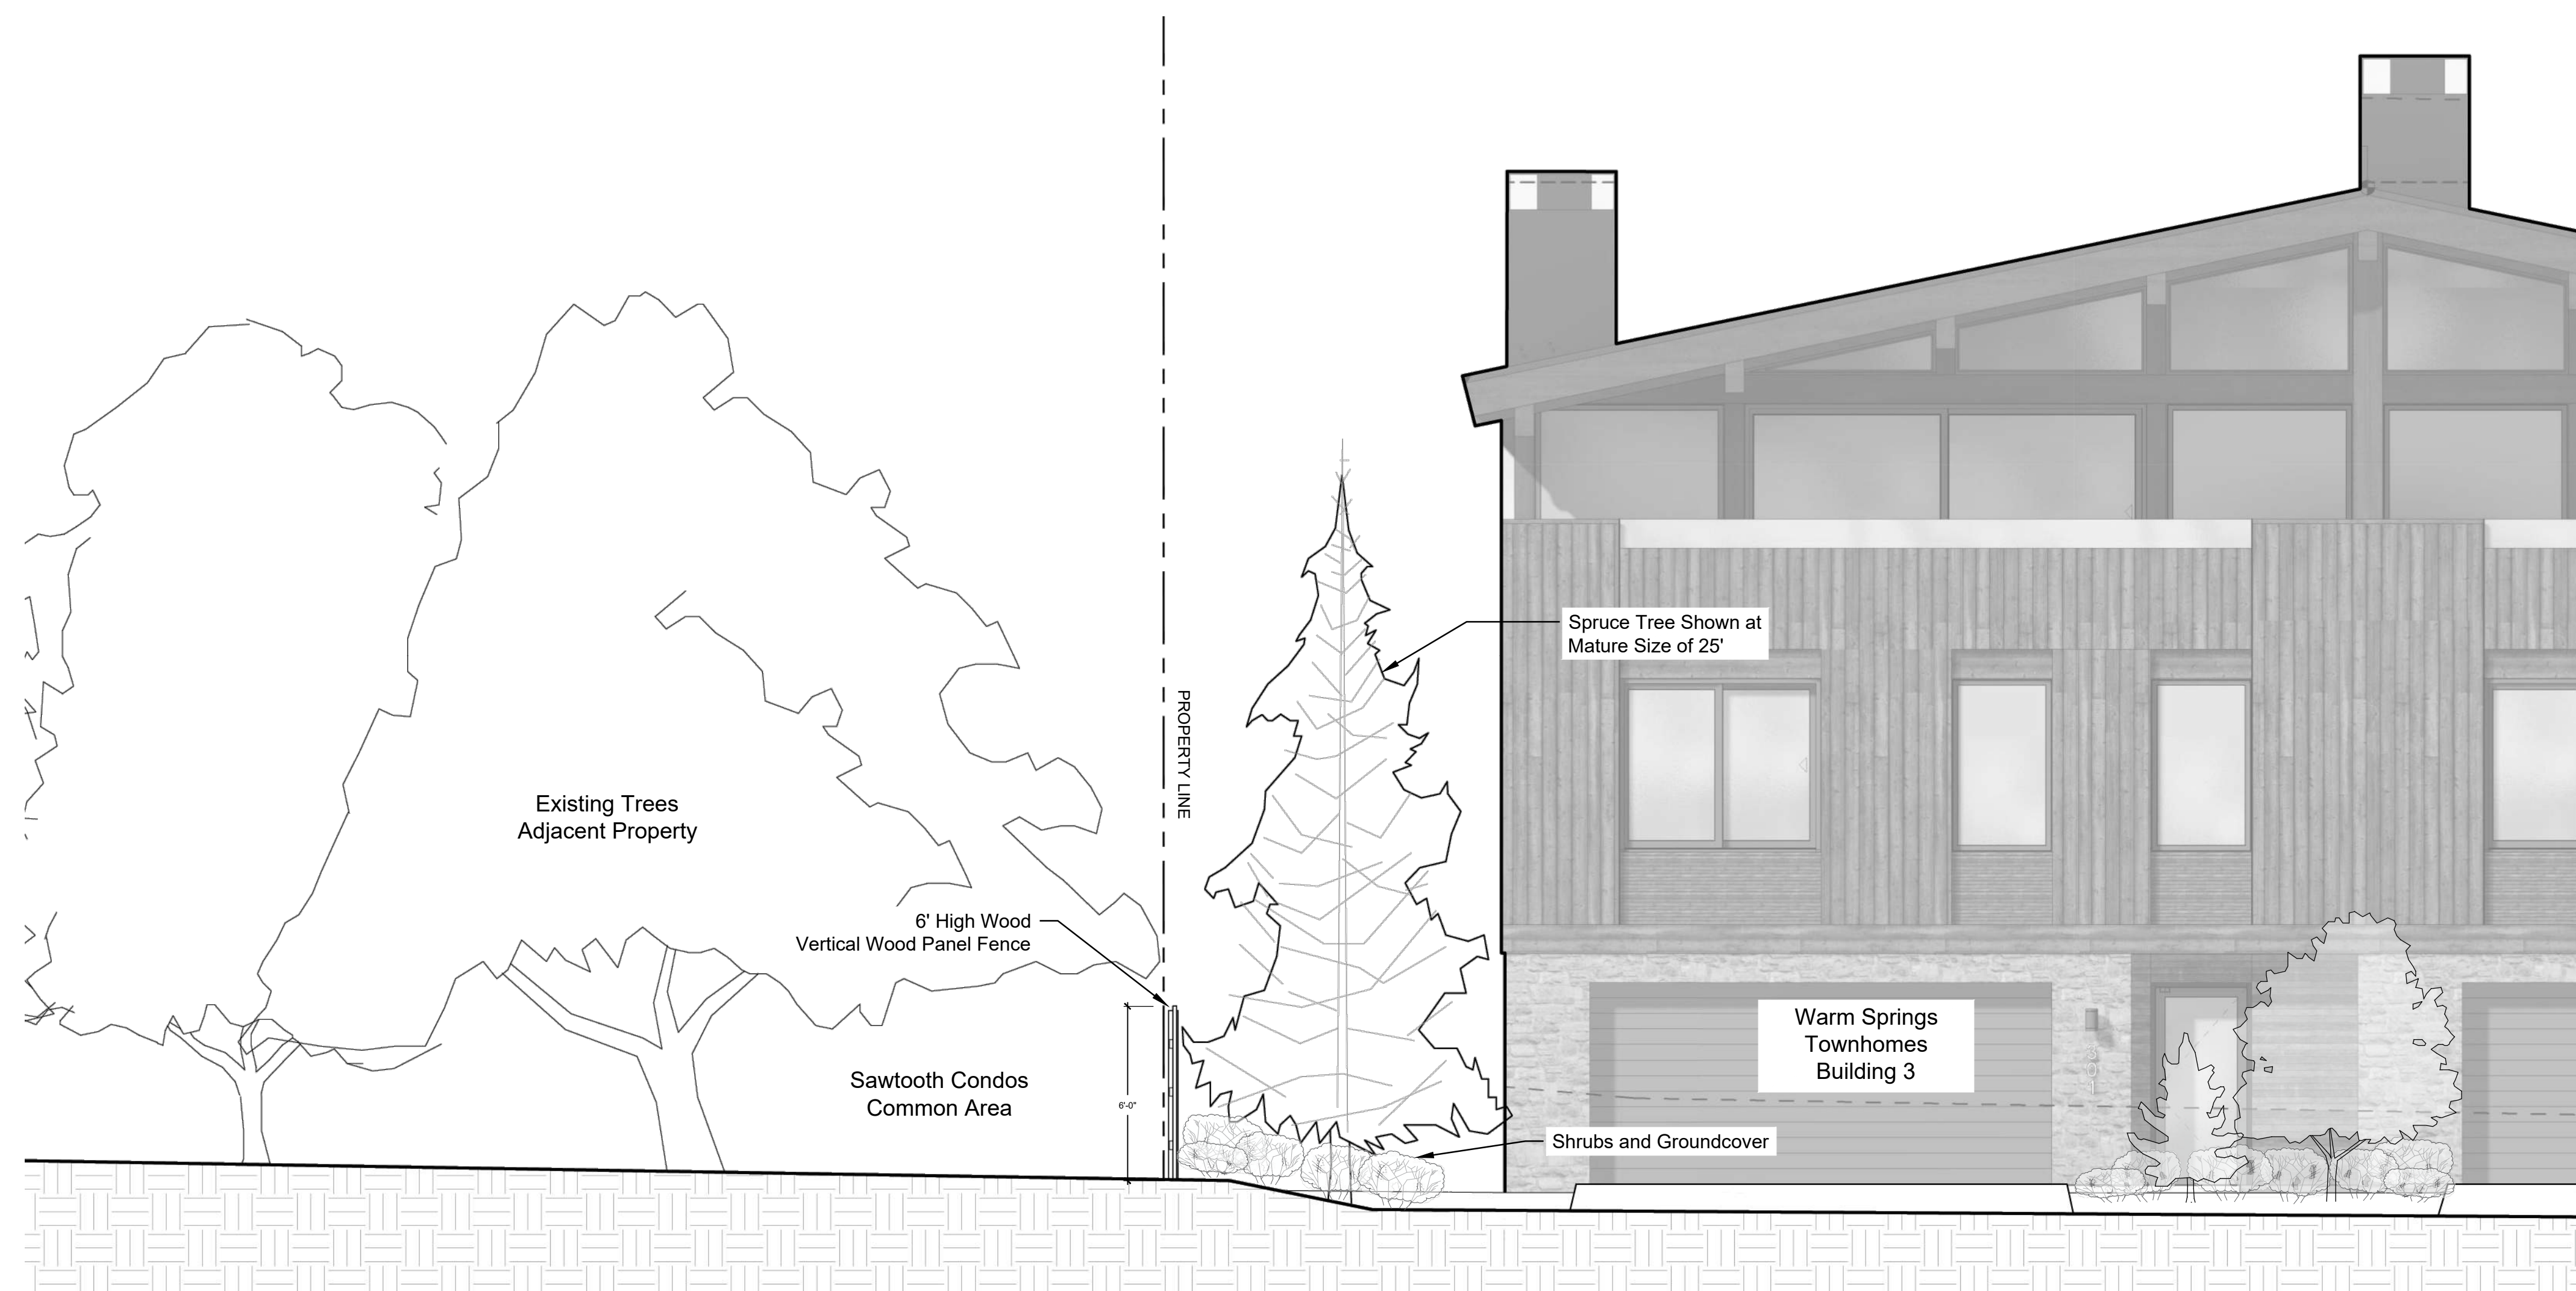 PROPERTY LINE
Spruce Tree Shown at
Mature Size of 25'
Existing Trees
Adjacent Property
6' High Wood
Vertical Wood Panel Fence
Sawtooth Condos
Common Area
6'-0"
Warm Springs
Townhomes
Building 3
301
Shrubs and Groundcover